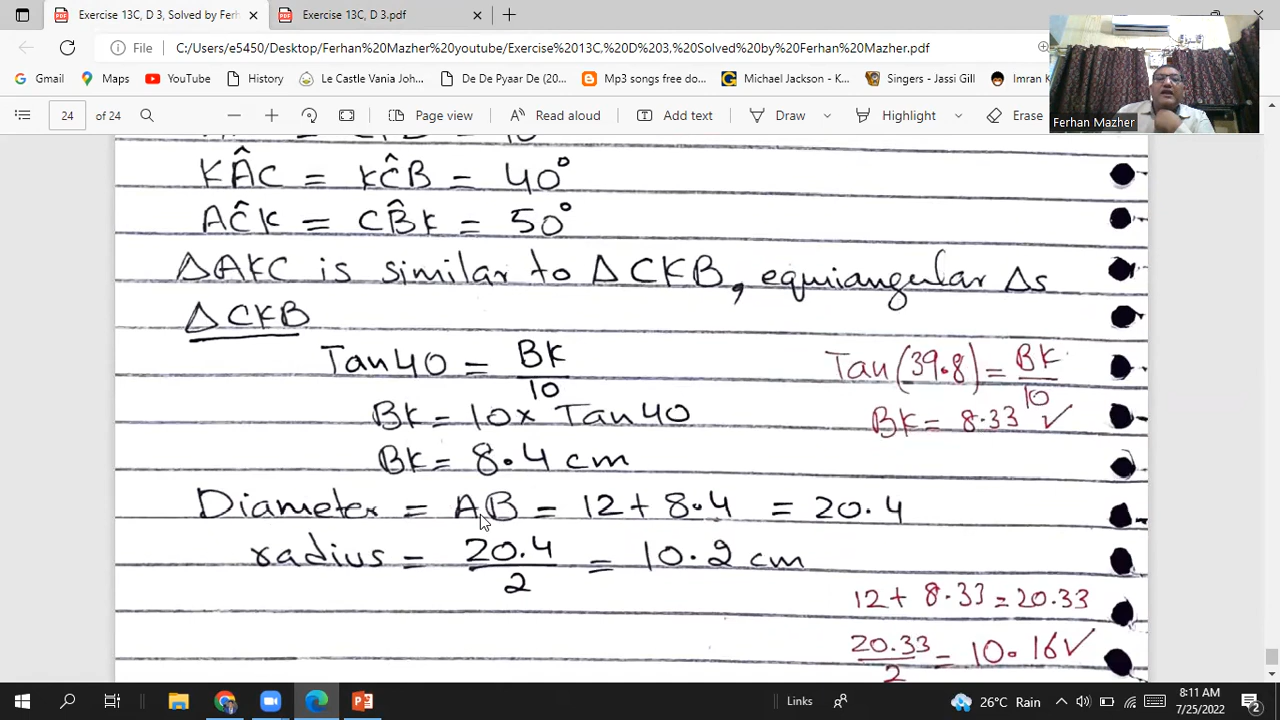 Exercise 13C, D 3, Solved by Fer
Exercise 13C, D 3.pdf
File
C:/Users/e5450/Desktop/Ferhan%20M
Exercise%2013C,%20D%203,%20Solved%20by%20Ferhan%20Mazher.pdf
Gmail
Maps
YouTube
History
Le Castle Vania Joh...
Dil De Pyaar De (20...
Mp3 songs free do...
Michael Jackson - K...
Singers - Jassi Gill
Imran K
24 of 24
Page view
Read aloud
Add text
Draw
Highlight
Erase
Ferhan Mazher
KÂC = KĈB = 40°
AĈK = CB̂K = 50°
ΔAKC is similar to ΔCKB, equiangular Δs
ΔCKB
Tan40 = BK/10
Tan(39.8) = BK/10
BK = 10x Tan40
BK = 8.33 ✓
BK = 8.4 cm
Diameter = AB = 12 + 8.4 = 20.4
radius = 20.4/2 = 10.2 cm
12 + 8.33 = 20.33
20.33/2 = 10.16 ✓
Links
26°C Rain
8:11 AM
7/25/2022
2